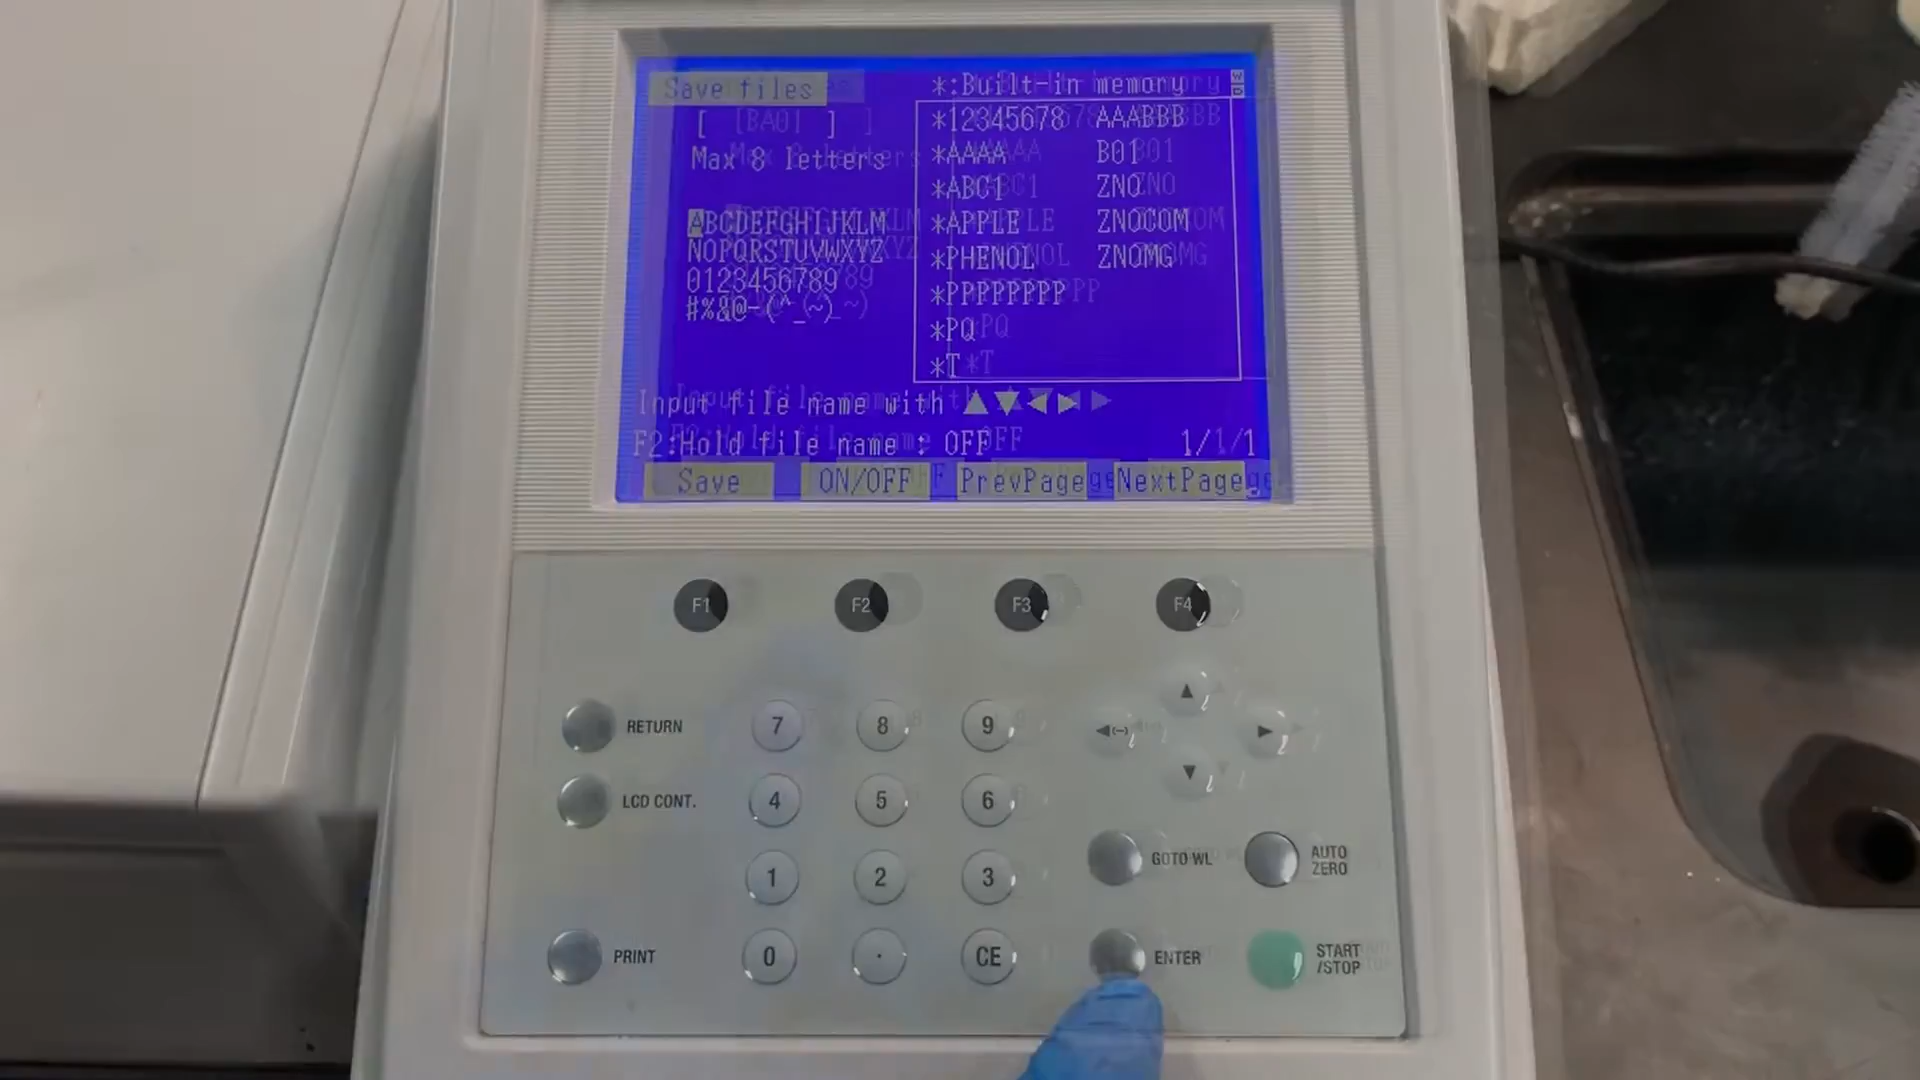 Save files
*:Built-in memory
[BA01 ]
Max 8 letters
ABCDEFGHIJKLM
NOPQRSTUVWXYZ
0123456789
#%&@-(^_~)
*12345678 AAABBB
*AAAA B01
*ABC1 ZNO
*APPLE ZNOCOM
*PHENOL ZNOMG
*PPPPPPPP
*PQ
*T
Input file name with ▲▼◀▶
F2:Hold file name : OFF 1/1
Save ON/OFF PrevPage NextPage
F1 F2 F3 F4
RETURN 7 8 9
LCD CONT. 4 5 6
1 2 3 GOTO WL AUTO ZERO
PRINT 0 . CE ENTER START /STOP